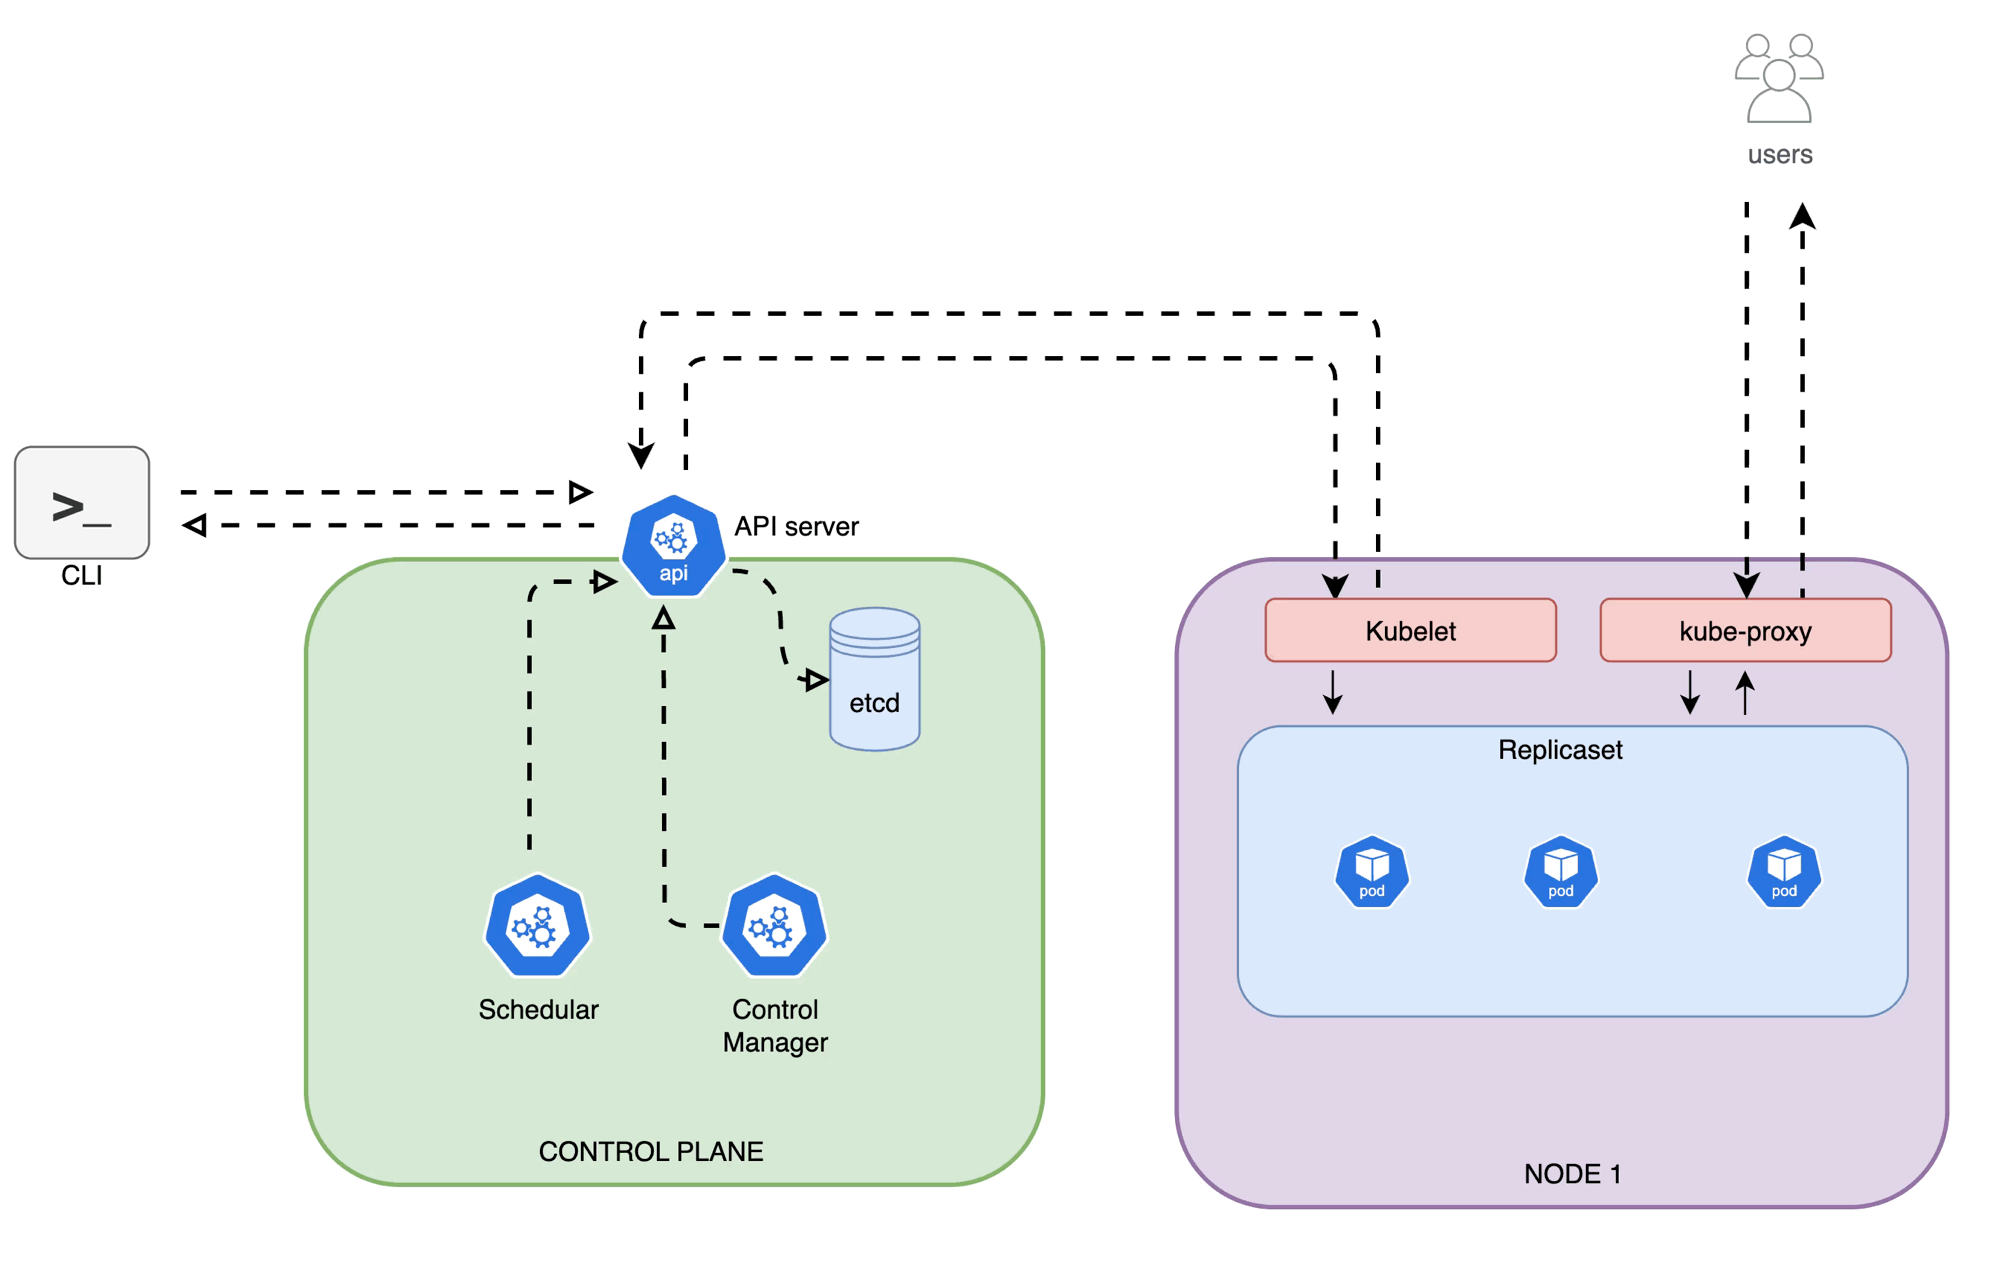 users
>_
CLI
API server
api
Kubelet
kube-proxy
etcd
Replicaset
pod
pod
pod
Schedular
Control
Manager
CONTROL PLANE
NODE 1